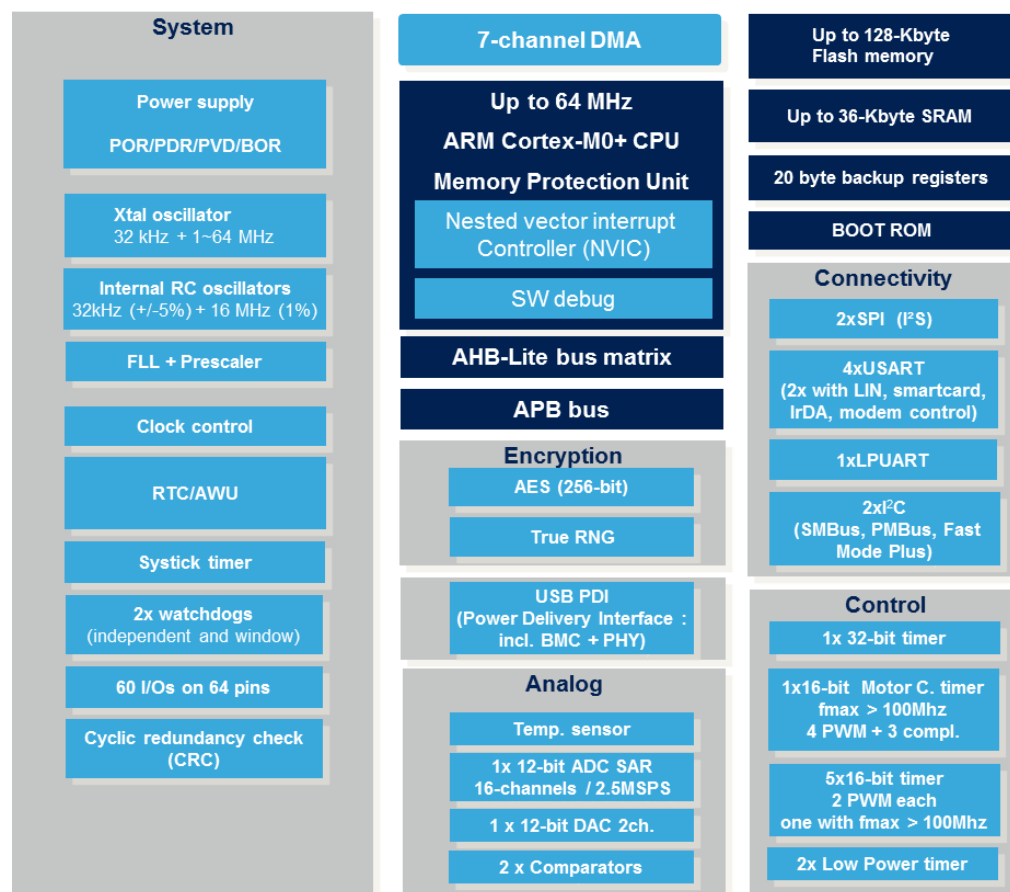 System
Power supply
POR/PDR/PVD/BOR
Xtal oscillator
32 kHz + 1~64 MHz
Internal RC oscillators
32kHz (+/-5%) + 16 MHz (1%)
FLL + Prescaler
Clock control
RTC/AWU
Systick timer
2x watchdogs
(independent and window)
60 I/Os on 64 pins
Cyclic redundancy check
(CRC)
7-channel DMA
Up to 64 MHz
ARM Cortex-M0+ CPU
Memory Protection Unit
Nested vector interrupt
Controller (NVIC)
SW debug
AHB-Lite bus matrix
APB bus
Encryption
AES (256-bit)
True RNG
USB PDI
(Power Delivery Interface :
incl. BMC + PHY)
Analog
Temp. sensor
1x 12-bit ADC SAR
16-channels / 2.5MSPS
1 x 12-bit DAC 2ch.
2 x Comparators
Up to 128-Kbyte
Flash memory
Up to 36-Kbyte SRAM
20 byte backup registers
BOOT ROM
Connectivity
2xSPI (I²S)
4xUSART
(2x with LIN, smartcard,
IrDA, modem control)
1xLPUART
2xI²C
(SMBus, PMBus, Fast
Mode Plus)
Control
1x 32-bit timer
1x16-bit Motor C. timer
fmax > 100Mhz
4 PWM + 3 compl.
5x16-bit timer
2 PWM each
one with fmax > 100Mhz
2x Low Power timer